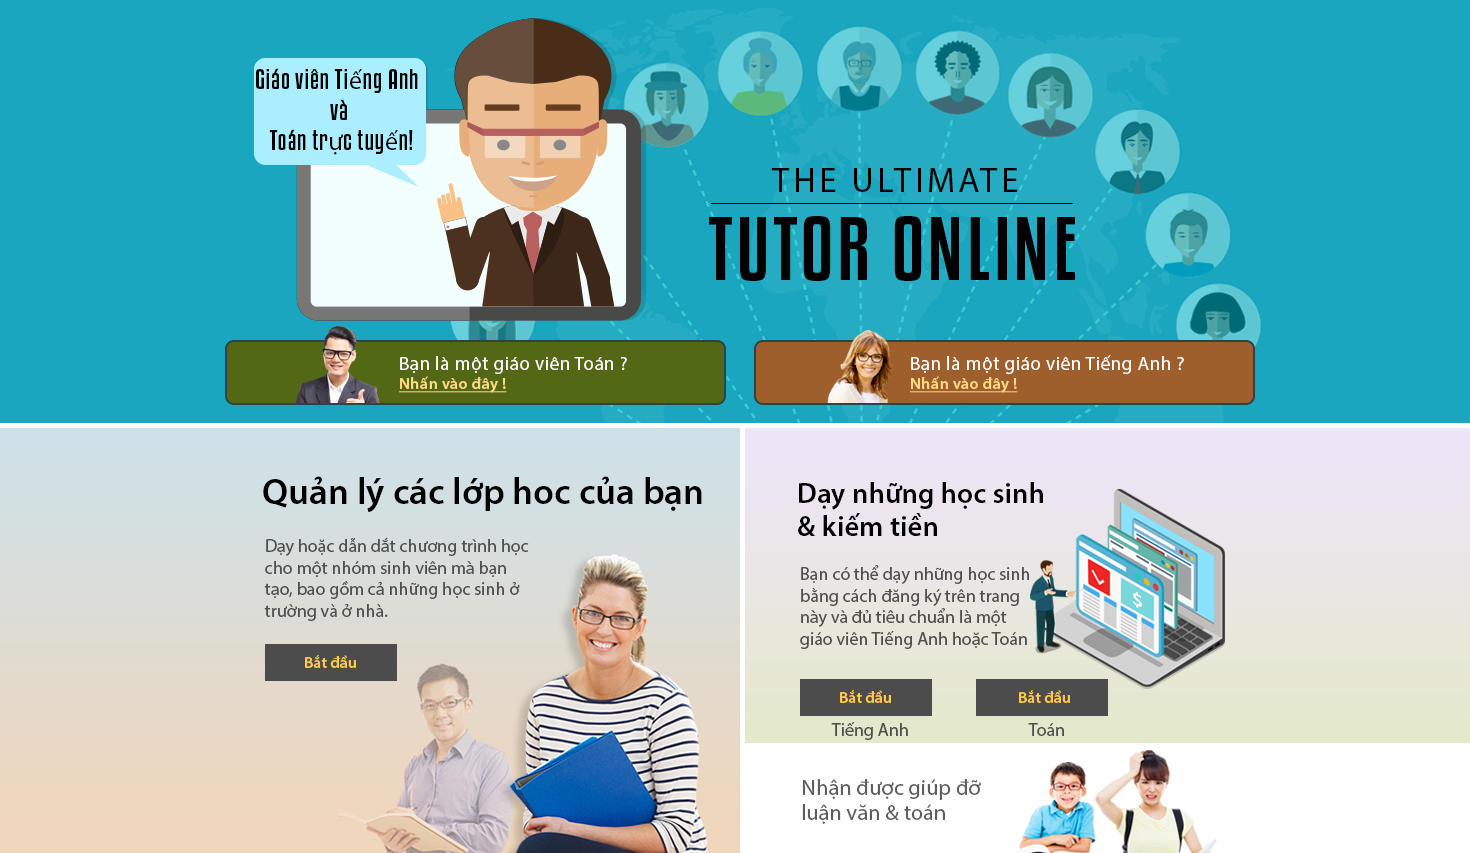 Giáo viên Tiếng Anh
và
Toán trực tuyến!
THE ULTIMATE
TUTOR ONLINE
Bạn là một giáo viên Toán ?
Nhấn vào đây !
Bạn là một giáo viên Tiếng Anh ?
Nhấn vào đây !
Quản lý các lớp hoc của bạn
Dạy hoặc dẫn dắt chương trình học
cho một nhóm sinh viên mà bạn
tạo, bao gồm cả những học sinh ở
trường và ở nhà.
Bắt đầu
Dạy những học sinh
& kiếm tiền
Bạn có thể dạy những học sinh
bằng cách đăng ký trên trang
này và đủ tiêu chuẩn là một
giáo viên Tiếng Anh hoặc Toán
Bắt đầu
Tiếng Anh
Bắt đầu
Toán
Nhận được giúp đỡ
luận văn & toán